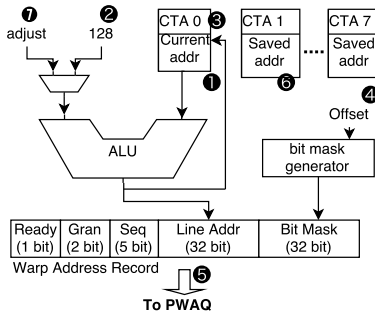 ❼ ❷ CTA 0 ❸ CTA 1 CTA 7
adjust 128 Current addr Saved addr ..... Saved addr
❶ ❻ ❹
Offset
ALU
bit mask generator
Ready (1 bit) Gran (2 bit) Seq (5 bit) Line Addr (32 bit) Bit Mask (32 bit)
Warp Address Record ❺
To PWAQ